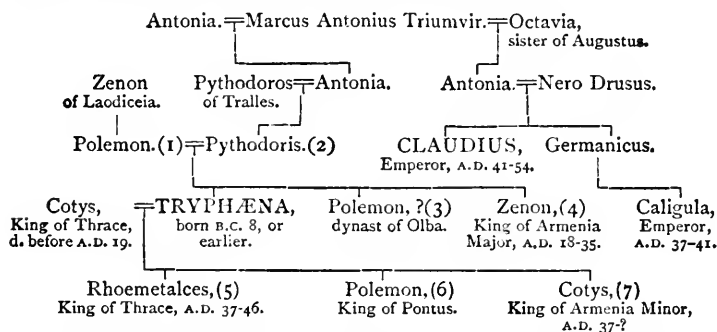 Antonia.=Marcus Antonius Triumvir.=Octavia,
sister of Augustus.
Zenon Pythodoros=Antonia. Antonia.=Nero Drusus.
of Laodiceia. of Tralles.
Polemon.(1)=Pythodoris.(2) CLAUDIUS, Germanicus.
Emperor, A.D. 41-54.
Cotys, =TRYPHÆNA, Polemon, ?(3) Zenon,(4) Caligula,
King of Thrace, born B.C. 8, or dynast of Olba. King of Armenia Emperor,
d. before A.D. 19. earlier. Major, A.D. 18-35. A.D. 37-41.
Rhoemetalces,(5) Polemon,(6) Cotys,(7)
King of Thrace, A.D. 37-46. King of Pontus. King of Armenia Minor,
A.D. 37-?